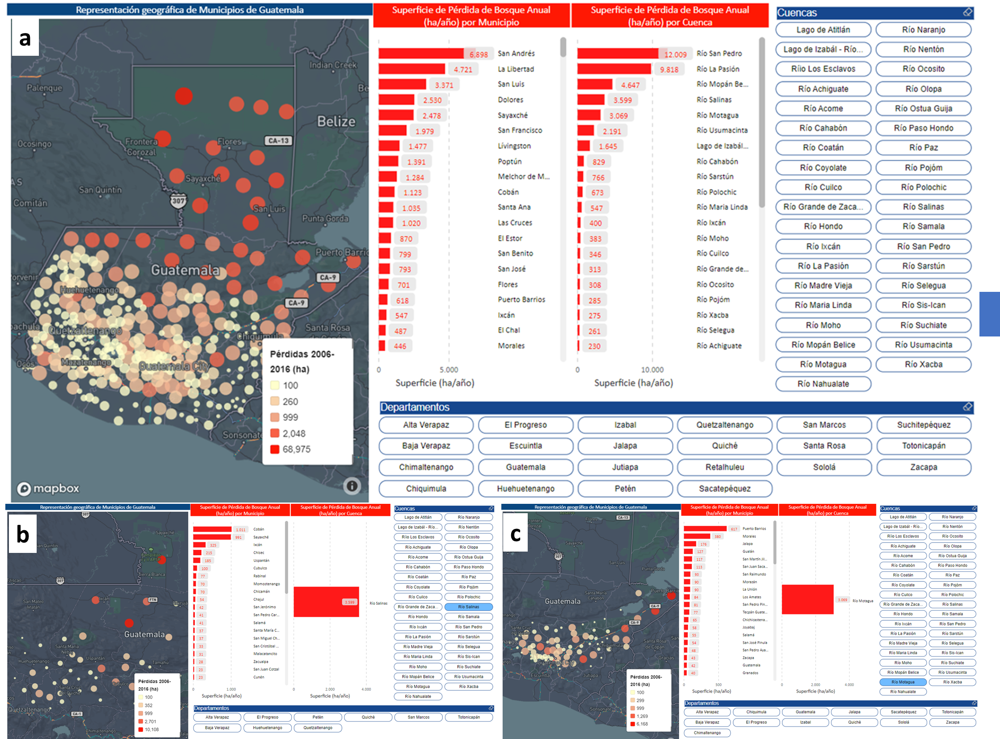 Representación geográfica de Municipios de Guatemala
a
Indian Creek
Palenque
Be
Belize
Frontera
Corozal
Flores
CA-13
Ocosingo
AS
Sayaxché
San Quintín
Comitán
307
San Luis
Punta Gorda
Puerto Barric
Guatemala
orvenir
CA-9
Huehuetenango
CA-9
pachula
Quetzaltenango
Santa Rosa
Chiquimula
Ocós
Mazatenango
Guatemala City
Sonsonate
Pérdidas 2006-
2016 (ha)
100
260
999
2,048
68,975
mapbox
Superficie de Pérdida de Bosque Anual
(ha/año) por Municipio
6.898 San Andrés
4.721 La Libertad
3.371 San Luis
2.530 Dolores
2.478 Sayaxché
1.979 San Francisco
1.477 Lívingston
1.391 Poptún
1.284 Melchor de M...
1.123 Cobán
1.035 Santa Ana
1.020 Las Cruces
870 El Estor
799 San Benito
793 San José
701 Flores
618 Puerto Barrios
547 Ixcán
487 El Chal
446 Morales
0 5.000
Superficie (ha/año)
Superficie de Pérdida de Bosque Anual
(ha/año) por Cuenca
12.009 Río San Pedro
9.818 Río La Pasión
4.647 Río Mopán Be...
3.599 Río Salinas
3.069 Río Motagua
2.191 Río Usumacinta
1.645 Lago de Izabál...
829 Río Cahabón
766 Río Sarstún
673 Río Polochic
547 Río Maria Linda
400 Río Ixcán
383 Río Moho
346 Río Cuilco
313 Río Grande de...
308 Río Ocosito
285 Río Pojóm
275 Río Xacba
261 Río Selegua
230 Río Achiguate
0 10.000
Superficie (ha/año)
Cuencas
Lago de Atitlán Río Naranjo
Lago de Izabál - Río... Río Nentón
Riio Los Esclavos Río Ocosito
Río Achiguate Río Olopa
Río Acome Río Ostua Guija
Río Cahabón Río Paso Hondo
Río Coatán Río Paz
Río Coyolate Río Pojóm
Río Cuilco Río Polochic
Río Grande de Zaca... Río Salinas
Río Hondo Río Samala
Río Ixcán Río San Pedro
Río La Pasión Río Sarstún
Río Madre Vieja Río Selegua
Río Maria Linda Río Sis-Ican
Río Moho Río Suchiate
Río Mopán Belice Río Usumacinta
Río Motagua Río Xacba
Río Nahualate
Departamentos
Alta Verapaz El Progreso Izabal Quetzaltenango San Marcos Suchitepéquez
Baja Verapaz Escuintla Jalapa Quiché Santa Rosa Totonicapán
Chimaltenango Guatemala Jutiapa Retalhuleu Sololá Zacapa
Chiquimula Huehuetenango Petén Sacatepéquez
Representación geográfica de Municipios de Guatemala
b
307
Sayaxché
San Quintín
Complejos
I y II APSP
Tierra Blanca
Tziscao
307
San Mateo
Ixtatán
Ixcán
FTN
Raxrujá
Guatemala
Santa Maria
Nebaj
Huehuetenango
Uspantán
Tamahú
Santa Cruz
del Quiché
Cubulco
Quetzaltenango
CA-1
Chimaltenango
Pérdidas 2006-
2016 (ha)
100
352
999
2,701
10,108
Superficie de Pérdida de Bosque Anual
(ha/año) por Municipio
1.011 Cobán
991 Sayaxché
325 Ixcán
215 Chisec
185 Uspantán
100 Cubulco
77 Rabinal
70 Momostenango
70 Chicamán
54 Chajul
42 San Jerónimo
41 San Pedro Car...
41 Salamá
37 Santa María C...
37 San Miguel Ch...
33 San Cristóbal ...
31 Malacatancito
28 Zacualpa
23 San Juan Cotzal
23 Cunén
0 1.000
Superficie (ha/año)
Superficie de Pérdida de Bosque Anual
(ha/año) por Cuenca
3.599 Río Salinas
0 2.000 4.000
Superficie (ha/año)
Cuencas
Lago de Atitlán Río Naranjo
Lago de Izabál - Río... Río Nentón
Riio Los Esclavos Río Ocosito
Río Achiguate Río Olopa
Río Acome Río Ostua Guija
Río Cahabón Río Paso Hondo
Río Coatán Río Paz
Río Coyolate Río Pojóm
Río Cuilco Río Polochic
Río Grande de Zaca... Río Salinas
Río Hondo Río Samala
Río Ixcán Río San Pedro
Río La Pasión Río Sarstún
Río Madre Vieja Río Selegua
Río Maria Linda Río Sis-Ican
Río Moho Río Suchiate
Río Mopán Belice Río Usumacinta
Río Motagua Río Xacba
Río Nahualate
Departamentos
Alta Verapaz El Progreso Petén Quiché San Marcos Totonicapán
Baja Verapaz Huehuetenango Quetzaltenango
Representación geográfica de Municipios de Guatemala
c
Reserve
CA-13
Frontera
Corozal
Flores
Sayaxché
307
San Luis
Punta Gorda
Guatemala
Santa María
Cahabón
Puerto Barrio
CA-9
CA-9
Santa Cruz
del Quiché
Chiquimula
Santa Rosa
de Copán
Guatemala City
Gracias
Escuintla
Jutiapa
Sonsonate
Pérdidas 2006-
2016 (ha)
100
299
999
1,269
6,168
Superficie de Pérdida de Bosque Anual
(ha/año) por Municipio
617 Puerto Barrios
380 Morales
176 Jalapa
127 Gualán
117 San Martín Jil...
113 San Juan Saca...
93 San Raimundo
90 Morazán
90 La Unión
84 Los Amates
81 San Pedro Pin...
77 Tecpán Guate...
65 Chichicastena...
58 Joyabaj
55 Salamá
54 San José Pinula
48 San Pedro Aya...
43 Zacapa
42 Guatemala
40 Granados
0 500
Superficie (ha/año)
Superficie de Pérdida de Bosque Anual
(ha/año) por Cuenca
3.069 Río Motagua
0 2.000 4.000
Superficie (ha/año)
Cuencas
Lago de Atitlán Río Naranjo
Lago de Izabál - Río... Río Nentón
Riio Los Esclavos Río Ocosito
Río Achiguate Río Olopa
Río Acome Río Ostua Guija
Río Cahabón Río Paso Hondo
Río Coatán Río Paz
Río Coyolate Río Pojóm
Río Cuilco Río Polochic
Río Grande de Zaca... Río Salinas
Río Hondo Río Samala
Río Ixcán Río San Pedro
Río La Pasión Río Sarstún
Río Madre Vieja Río Selegua
Río Maria Linda Río Sis-Ican
Río Moho Río Suchiate
Río Mopán Belice Río Usumacinta
Río Motagua Río Xacba
Río Nahualate
Departamentos
Alta Verapaz Chiquimula Guatemala Jalapa Sacatepéquez Totonicapán
Baja Verapaz El Progreso Izabal Quiché Sololá Zacapa
Chimaltenango